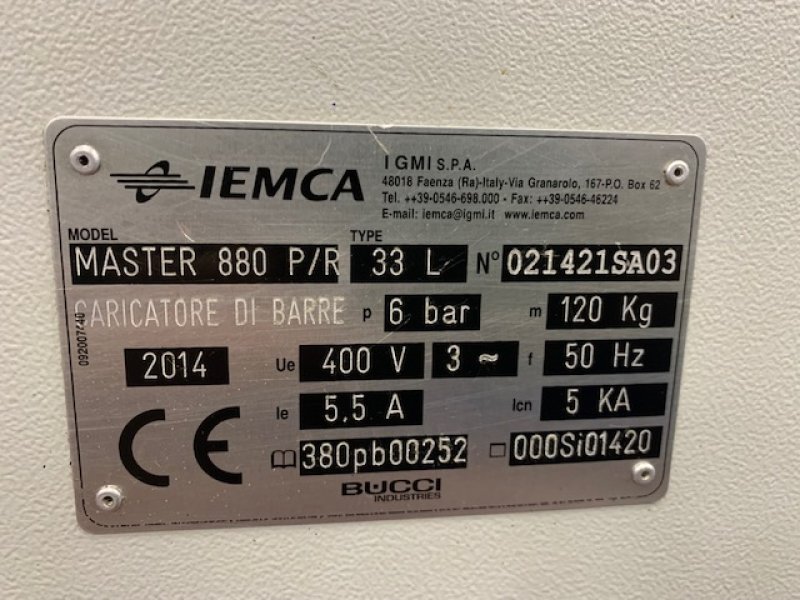 IEMCA
IGMI S.P.A.
48018 Faenza (Ra)-Italy-Via Granarolo, 167-P.O. Box 62
Tel. ++39-0546-698.000 - Fax: ++39-0546-46224
E-mail: iemca@igmi.it www.iemca.com
MODEL TYPE
MASTER 880 P/R 33 L N° 021421SA03
CARICATORE DI BARRE p 6 bar m 120 Kg
092007440
2014 Ue 400 V 3 ~ f 50 Hz
Ie 5,5 A Icn 5 KA
CE
380pb00252 000Si01420
BUCCI
INDUSTRIES